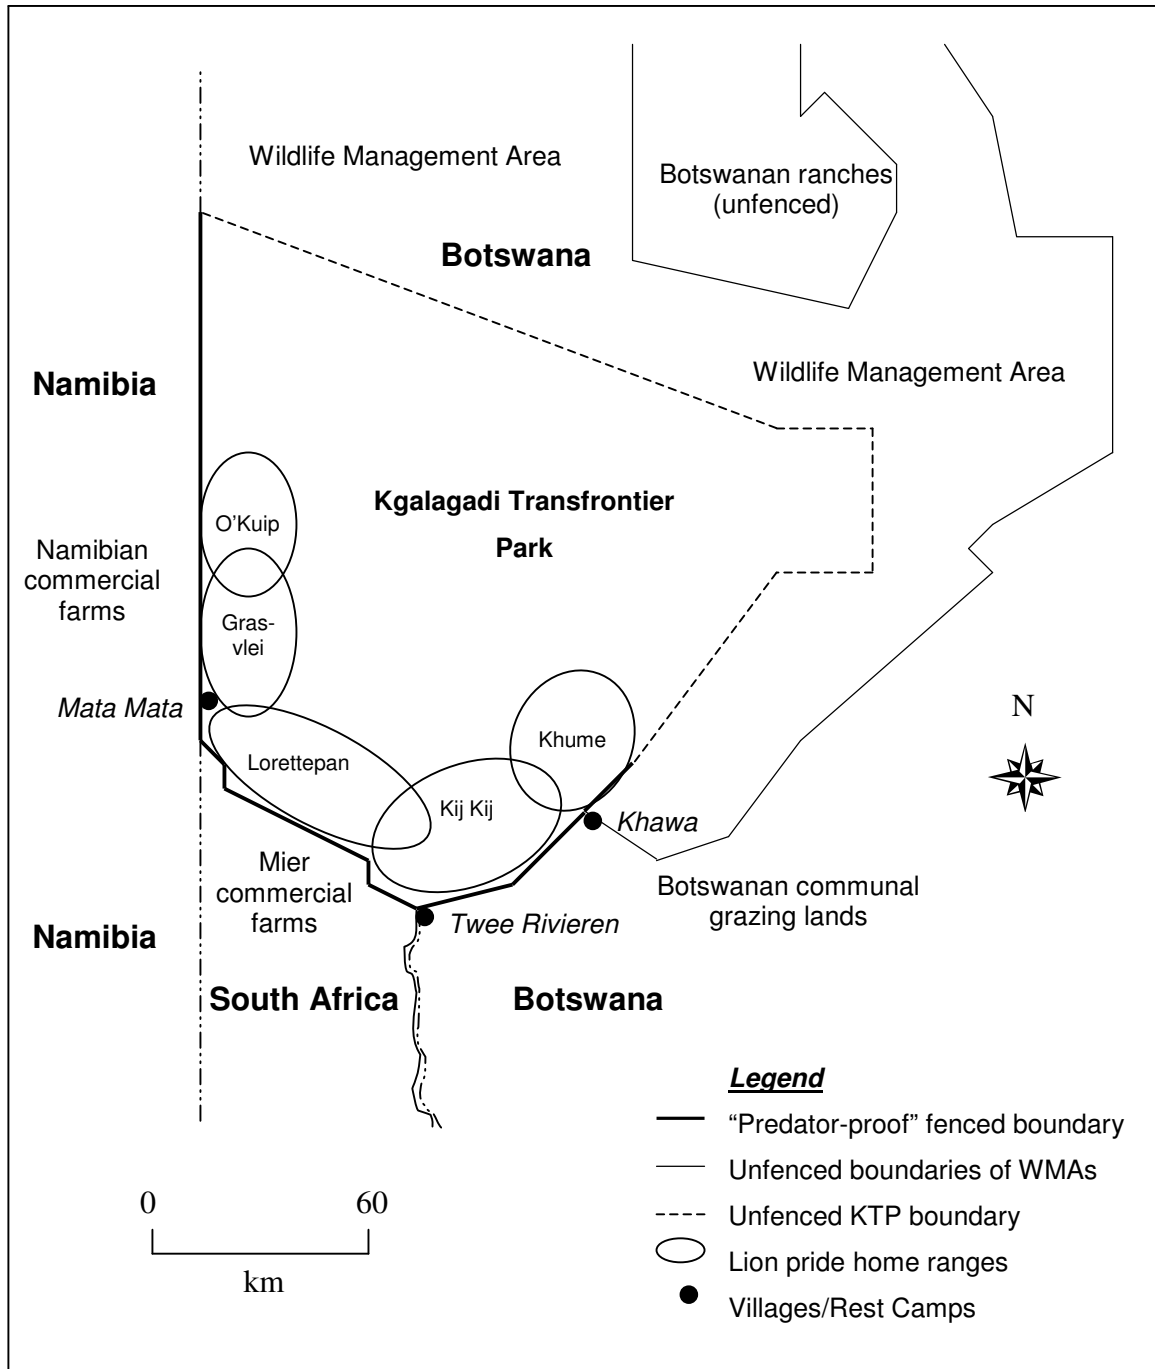 Wildlife Management Area
Botswanan ranches
(unfenced)
Botswana
Wildlife Management Area
Namibia
Kgalagadi Transfrontier
Park
O'Kuip
Namibian
commercial
farms
Gras-
vlei
Mata Mata
N
Lorettepan
Khume
Kij Kij
Khawa
Mier
commercial
farms
Botswanan communal
grazing lands
Twee Rivieren
Namibia
South Africa
Botswana
Legend
“Predator-proof” fenced boundary
Unfenced boundaries of WMAs
Unfenced KTP boundary
Lion pride home ranges
Villages/Rest Camps
0 60
km